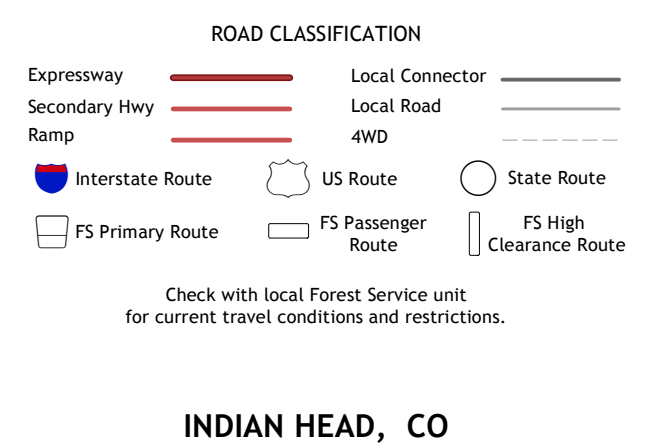 ROAD CLASSIFICATION
Expressway
Local Connector
Secondary Hwy
Local Road
Ramp
4WD
Interstate Route
US Route
State Route
FS Primary Route
FS Passenger
Route
FS High
Clearance Route
Check with local Forest Service unit
for current travel conditions and restrictions.
INDIAN HEAD, CO